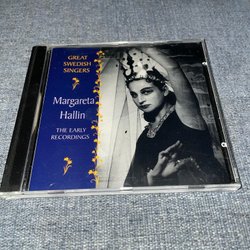 GREAT
SWEDISH
SINGERS
Margareta
Hallin
THE EARLY
RECORDINGS